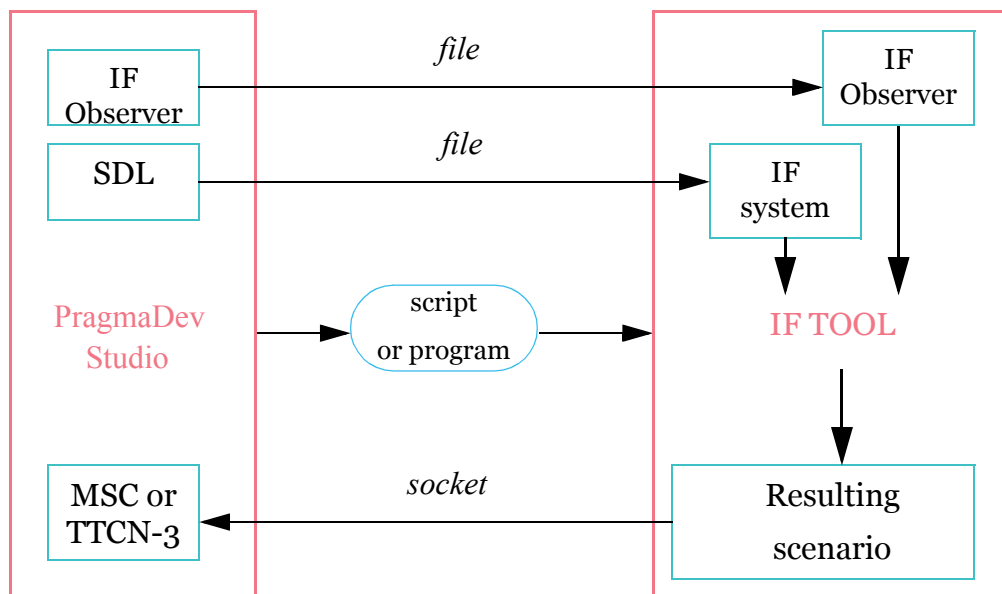 IF
Observer
file
IF
Observer
SDL
file
IF
system
PragmaDev
Studio
script
or program
IF TOOL
MSC or
TTCN-3
socket
Resulting
scenario